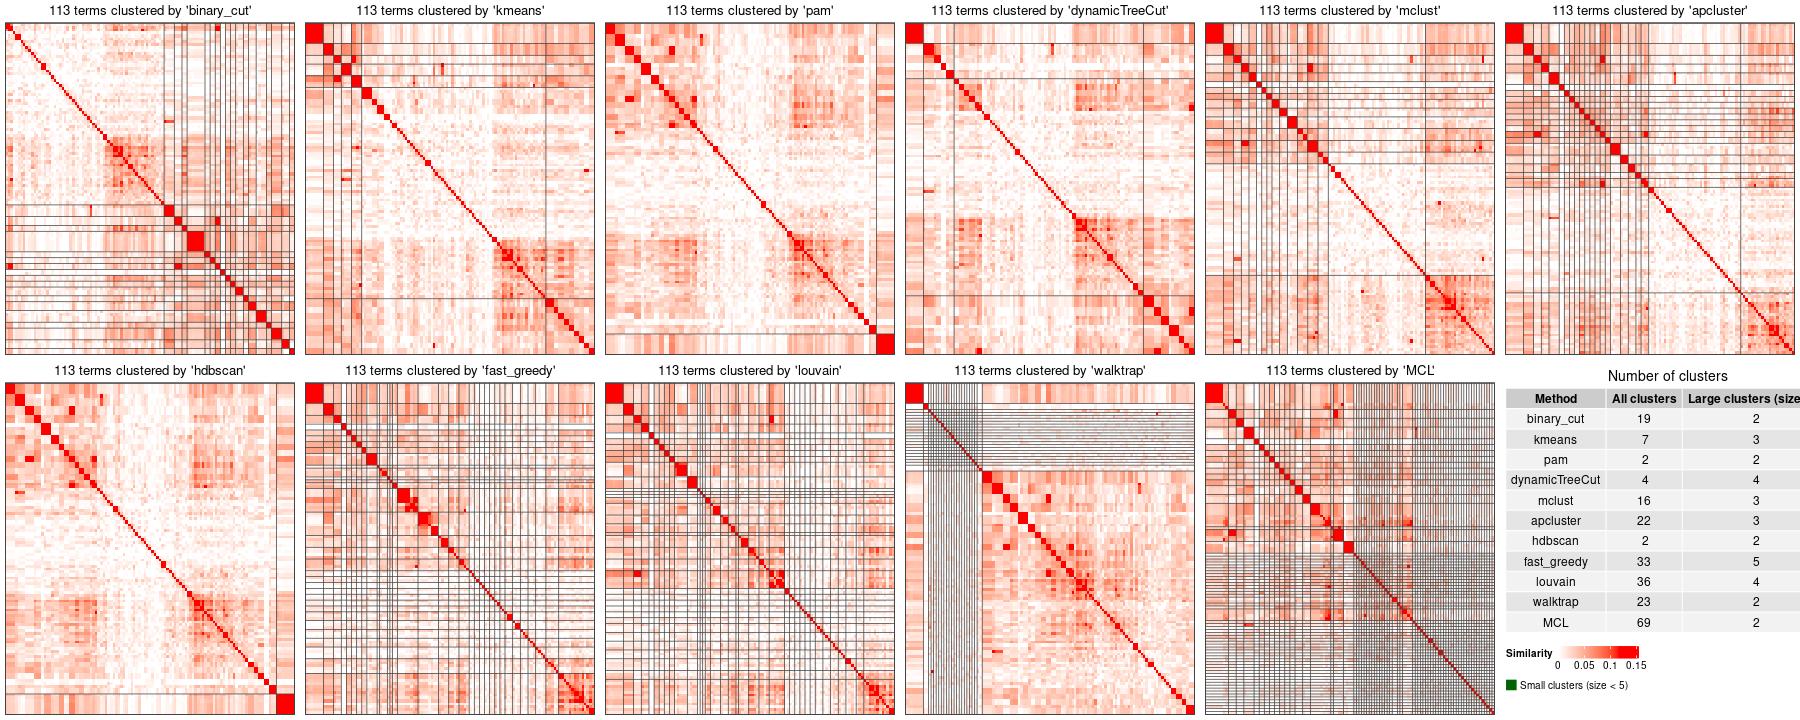 113 terms clustered by 'binary_cut'
113 terms clustered by 'kmeans'
113 terms clustered by 'pam'
113 terms clustered by 'dynamicTreeCut'
113 terms clustered by 'mclust'
113 terms clustered by 'apcluster'
113 terms clustered by 'hdbscan'
113 terms clustered by 'fast_greedy'
113 terms clustered by 'louvain'
113 terms clustered by 'walktrap'
113 terms clustered by 'MCL'
Number of clusters
Method All clusters Large clusters (size
binary_cut 19 2
kmeans 7 3
pam 2 2
dynamicTreeCut 4 4
mclust 16 3
apcluster 22 3
hdbscan 2 2
fast_greedy 33 5
louvain 36 4
walktrap 23 2
MCL 69 2
Similarity
0 0.05 0.1 0.15
Small clusters (size < 5)